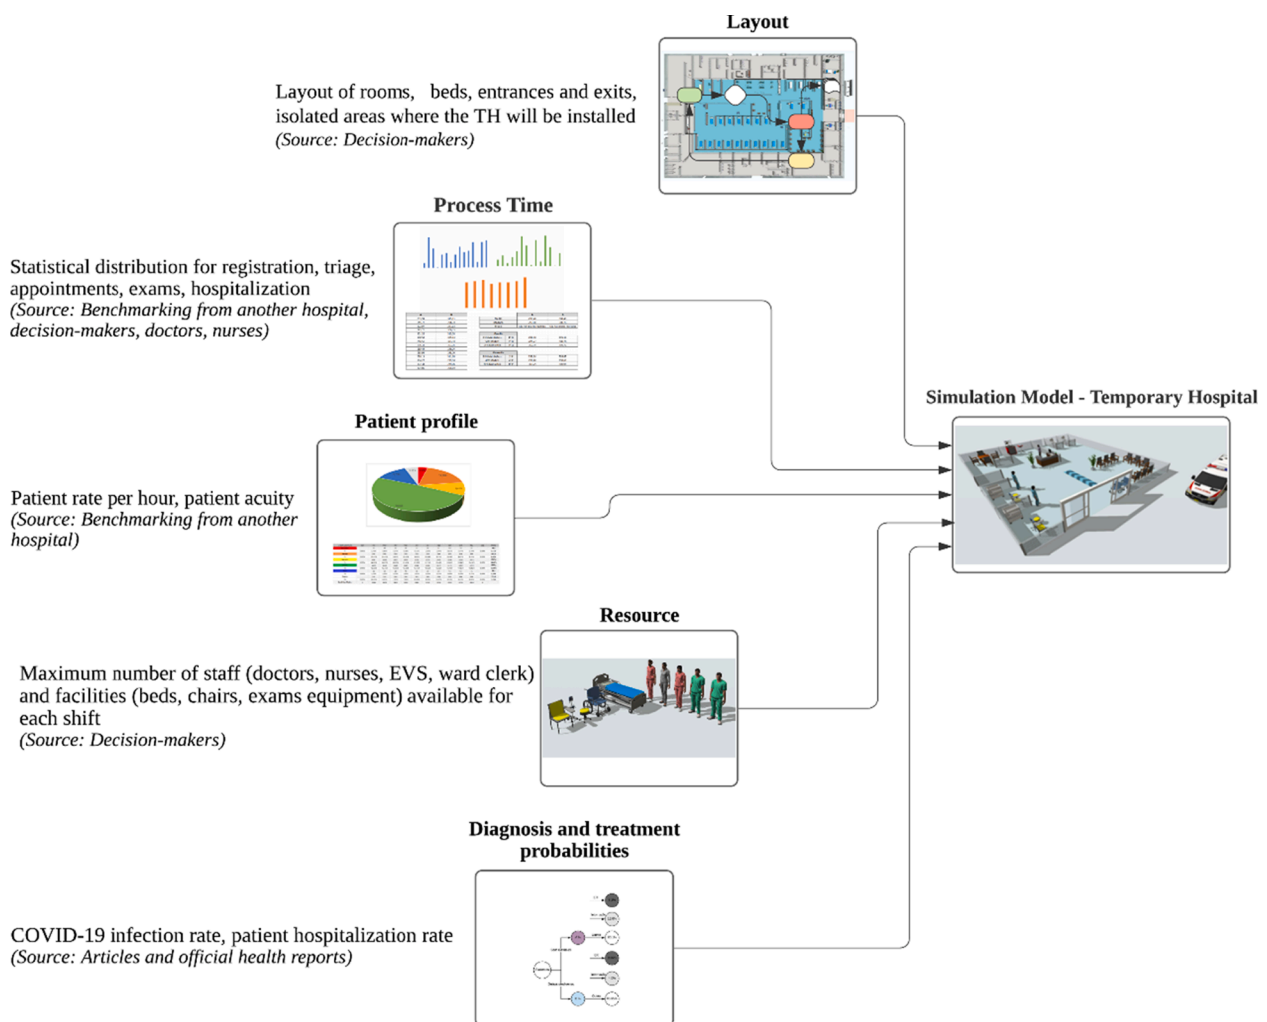 Layout
Layout of rooms, beds, entrances and exits,
isolated areas where the TH will be installed
(Source: Decision-makers)
Process Time
Statistical distribution for registration, triage,
appointments, exams, hospitalization
(Source: Benchmarking from another hospital,
decision-makers, doctors, nurses)
Simulation Model - Temporary Hospital
Patient profile
Patient rate per hour, patient acuity
(Source: Benchmarking from another
hospital)
Resource
Maximum number of staff (doctors, nurses, EVS, ward clerk)
and facilities (beds, chairs, exams equipment) available for
each shift
(Source: Decision-makers)
Diagnosis and treatment
probabilities
COVID-19 infection rate, patient hospitalization rate
(Source: Articles and official health reports)